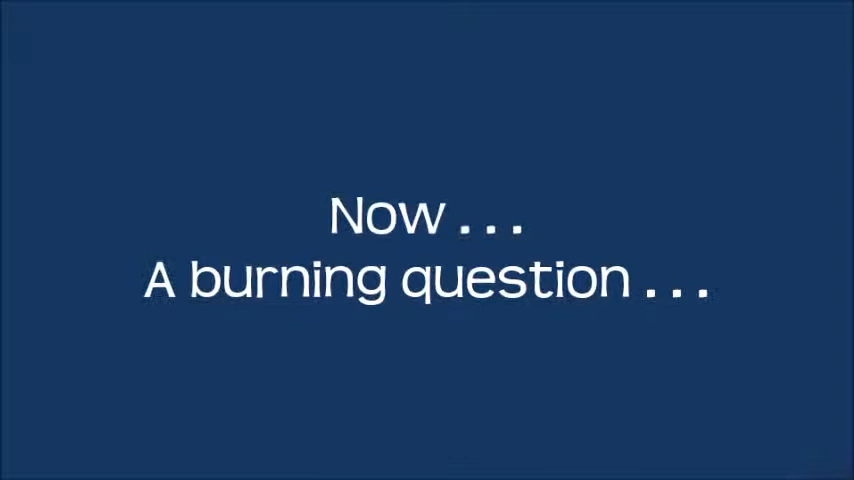 Now . . .
A burning question . . .